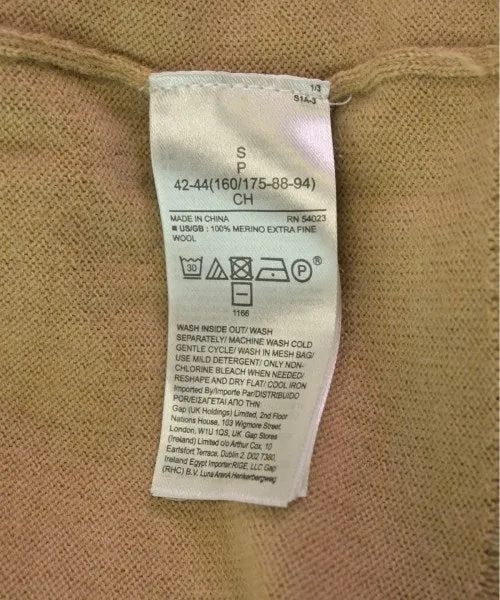 1/3
S1A-3
S
P
42-44(160/175-88-94)
CH
MADE IN CHINA RN 54023
■ US/GB : 100% MERINO EXTRA FINE
WOOL
30 P ®
1166
WASH INSIDE OUT/ WASH
SEPARATELY/ MACHINE WASH COLD
GENTLE CYCLE/ WASH IN MESH BAG/
USE MILD DETERGENT/ ONLY NON-
CHLORINE BLEACH WHEN NEEDED/
RESHAPE AND DRY FLAT/ COOL IRON
Imported By/Importe Par/DISTRIBUIDO
POR/ΕΙΣΑΓΕΤΑΙ ΑΠΟ ΤΗΝ:
Gap (UK Holdings) Limited, 2nd Floor
Nations House, 103 Wigmore Street
London, W1U 1QS, UK. Gap Stores
(Ireland) Limited c/o Arthur Cox, 10
Earlsfort Terrace, Dublin 2, D02 T380,
Ireland Egypt Importer:RIGE, LLC Gap
(RHC) B.V. Luna ArenA Herikerbergweg